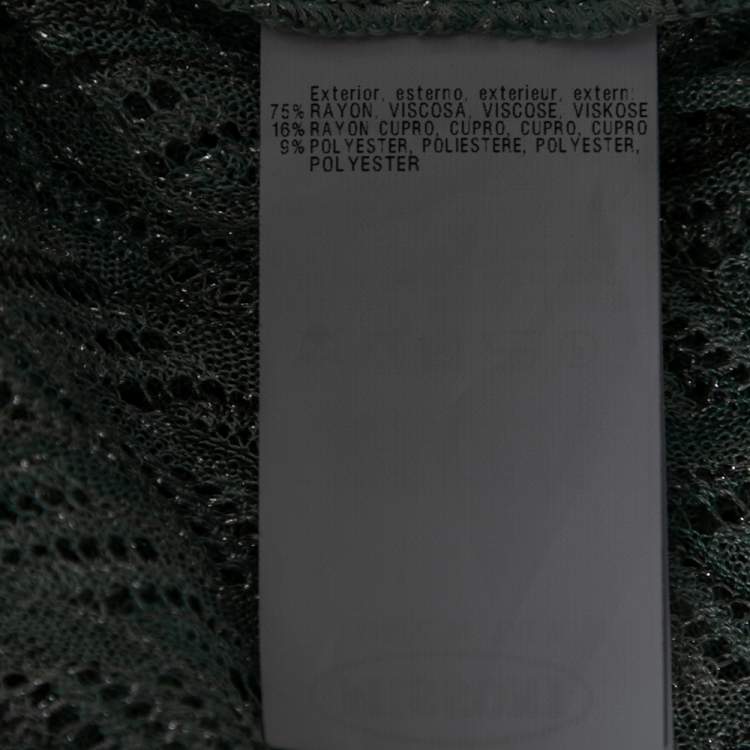 Exterior, esterno, exterieur, extern:
75% RAYON, VISCOSA, VISCOSE, VISKOSE
16% RAYON CUPRO, CUPRO, CUPRO, CUPRO
9% POLYESTER, POLIESTERE, POLYESTER,
POLYESTER